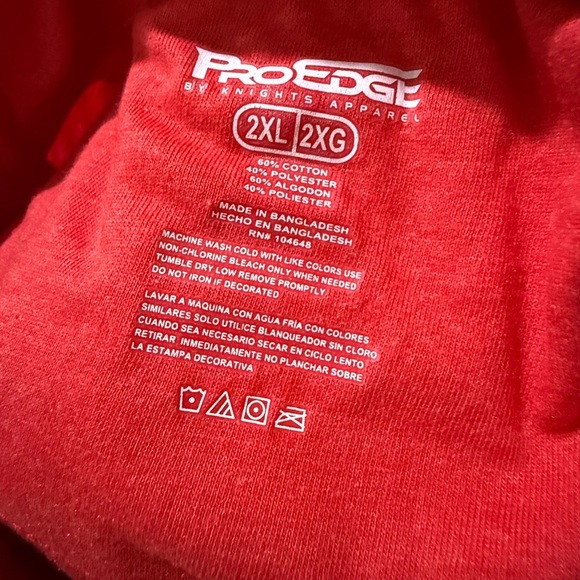 PROEDGE
BY KNIGHTS APPAREL
2XL 2XG
60% COTTON
40% POLYESTER
60% ALGODON
40% POLIESTER
MADE IN BANGLADESH
HECHO EN BANGLADESH
RN# 104648
MACHINE WASH COLD WITH LIKE COLORS USE
NON-CHLORINE BLEACH ONLY WHEN NEEDED
TUMBLE DRY LOW REMOVE PROMPTLY
DO NOT IRON IF DECORATED
LAVAR A MAQUINA CON AGUA FRIA CON COLORES
SIMILARES SOLO UTILICE BLANQUEADOR SIN CLORO
CUANDO SEA NECESARIO SECAR EN CICLO LENTO
RETIRAR INMEDIATAMENTE NO PLANCHAR SOBRE
LA ESTAMPA DECORATIVA